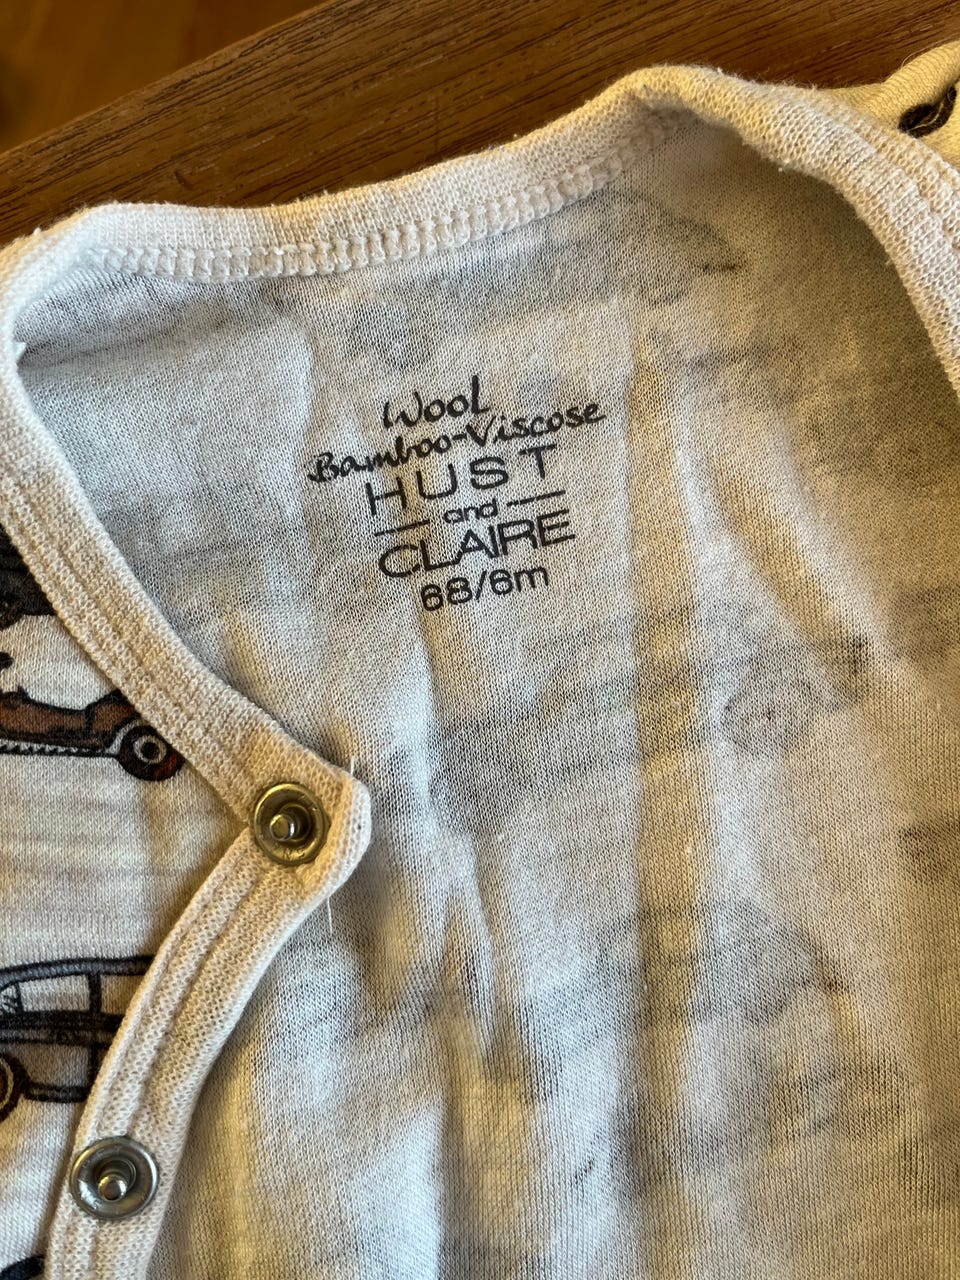 Wool
Bamboo-Viscose
HUST
and
CLAIRE
68/6m